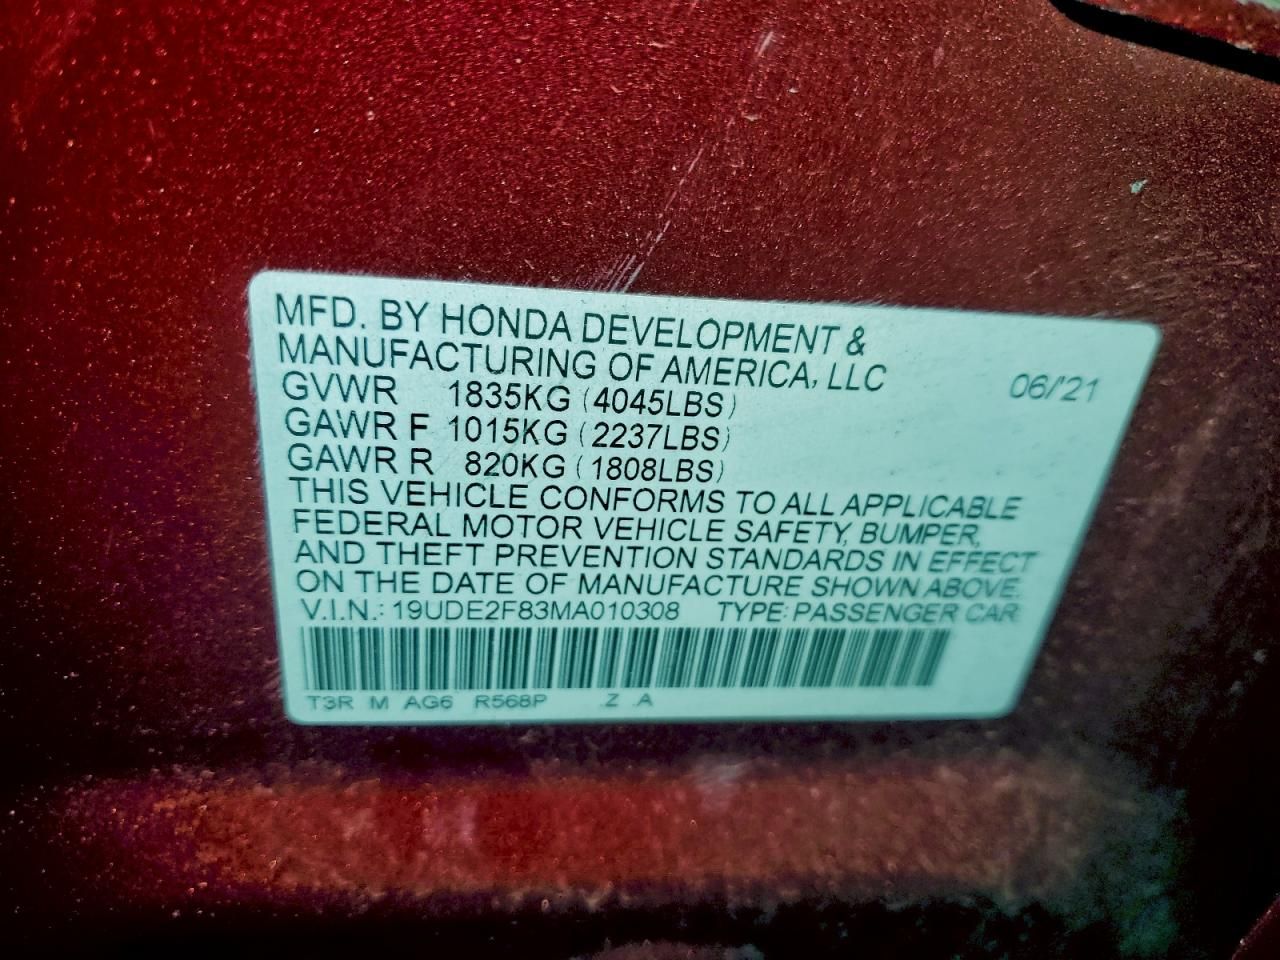 MFD. BY HONDA DEVELOPMENT &
MANUFACTURING OF AMERICA, LLC
GVWR 1835KG (4045LBS) 06/'21
GAWR F 1015KG (2237LBS)
GAWR R 820KG (1808LBS)
THIS VEHICLE CONFORMS TO ALL APPLICABLE
FEDERAL MOTOR VEHICLE SAFETY, BUMPER,
AND THEFT PREVENTION STANDARDS IN EFFECT
ON THE DATE OF MANUFACTURE SHOWN ABOVE.
V.I.N.: 19UDE2F83MA010308 TYPE: PASSENGER CAR
T3R M AG6 R568P Z A